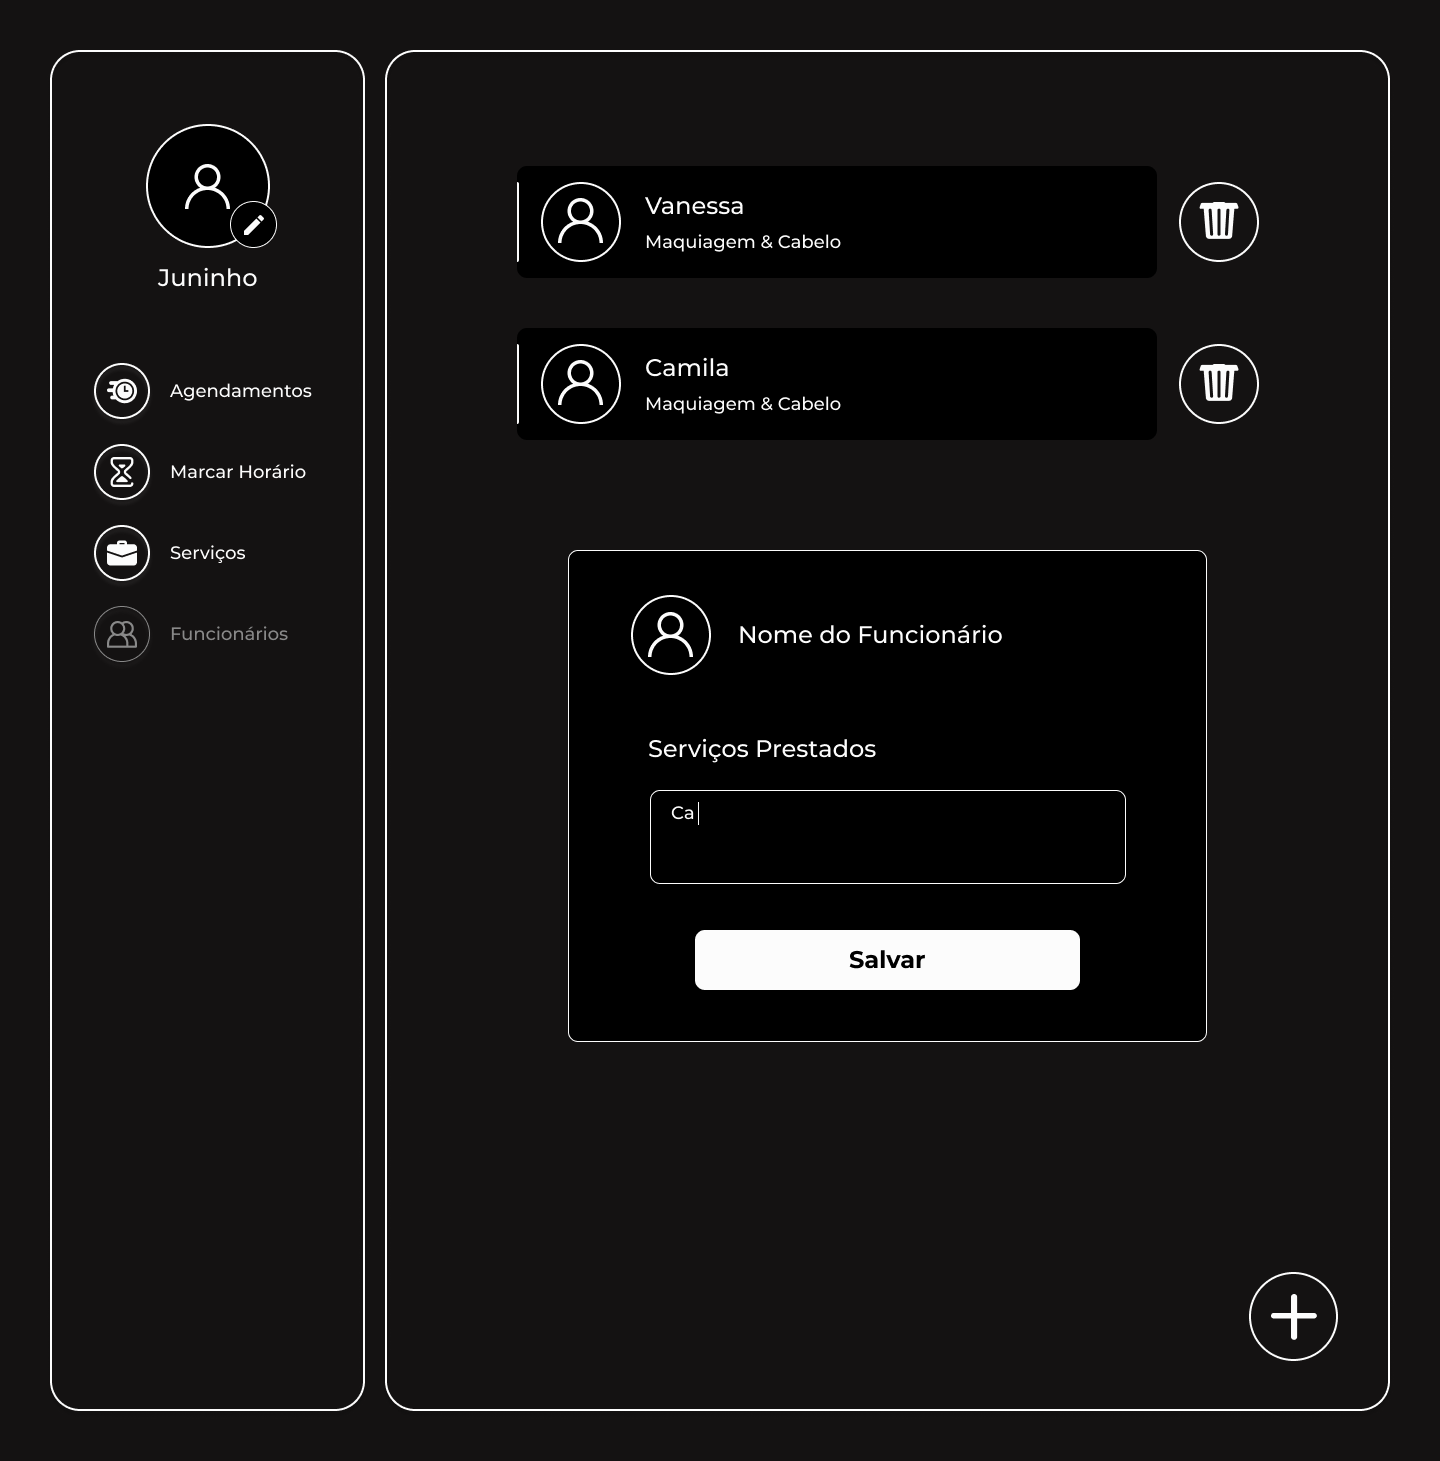 Juninho
Agendamentos
Marcar Horário
Serviços
Funcionários
Vanessa
Maquiagem & Cabelo
Camila
Maquiagem & Cabelo
Nome do Funcionário
Serviços Prestados
Ca
Salvar